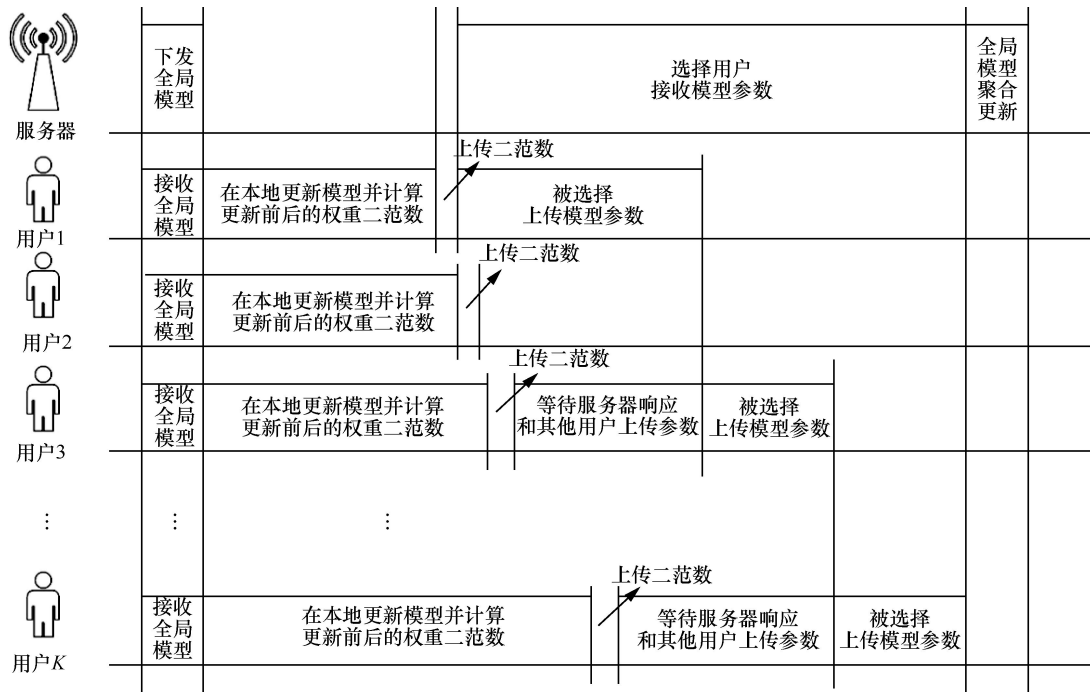 下发
全局
模型
选择用户
接收模型参数
全局
模型
聚合
更新
服务器
上传二范数
接收
全局
模型
在本地更新模型并计算
更新前后的权重二范数
被选择
上传模型参数
用户1
上传二范数
接收
全局
模型
在本地更新模型并计算
更新前后的权重二范数
用户2
上传二范数
接收
全局
模型
在本地更新模型并计算
更新前后的权重二范数
等待服务器响应
和其他用户上传参数
被选择
上传模型参数
用户3
⋮
⋮
⋮
上传二范数
接收
全局
模型
在本地更新模型并计算
更新前后的权重二范数
等待服务器响应
和其他用户上传参数
被选择
上传模型参数
用户K